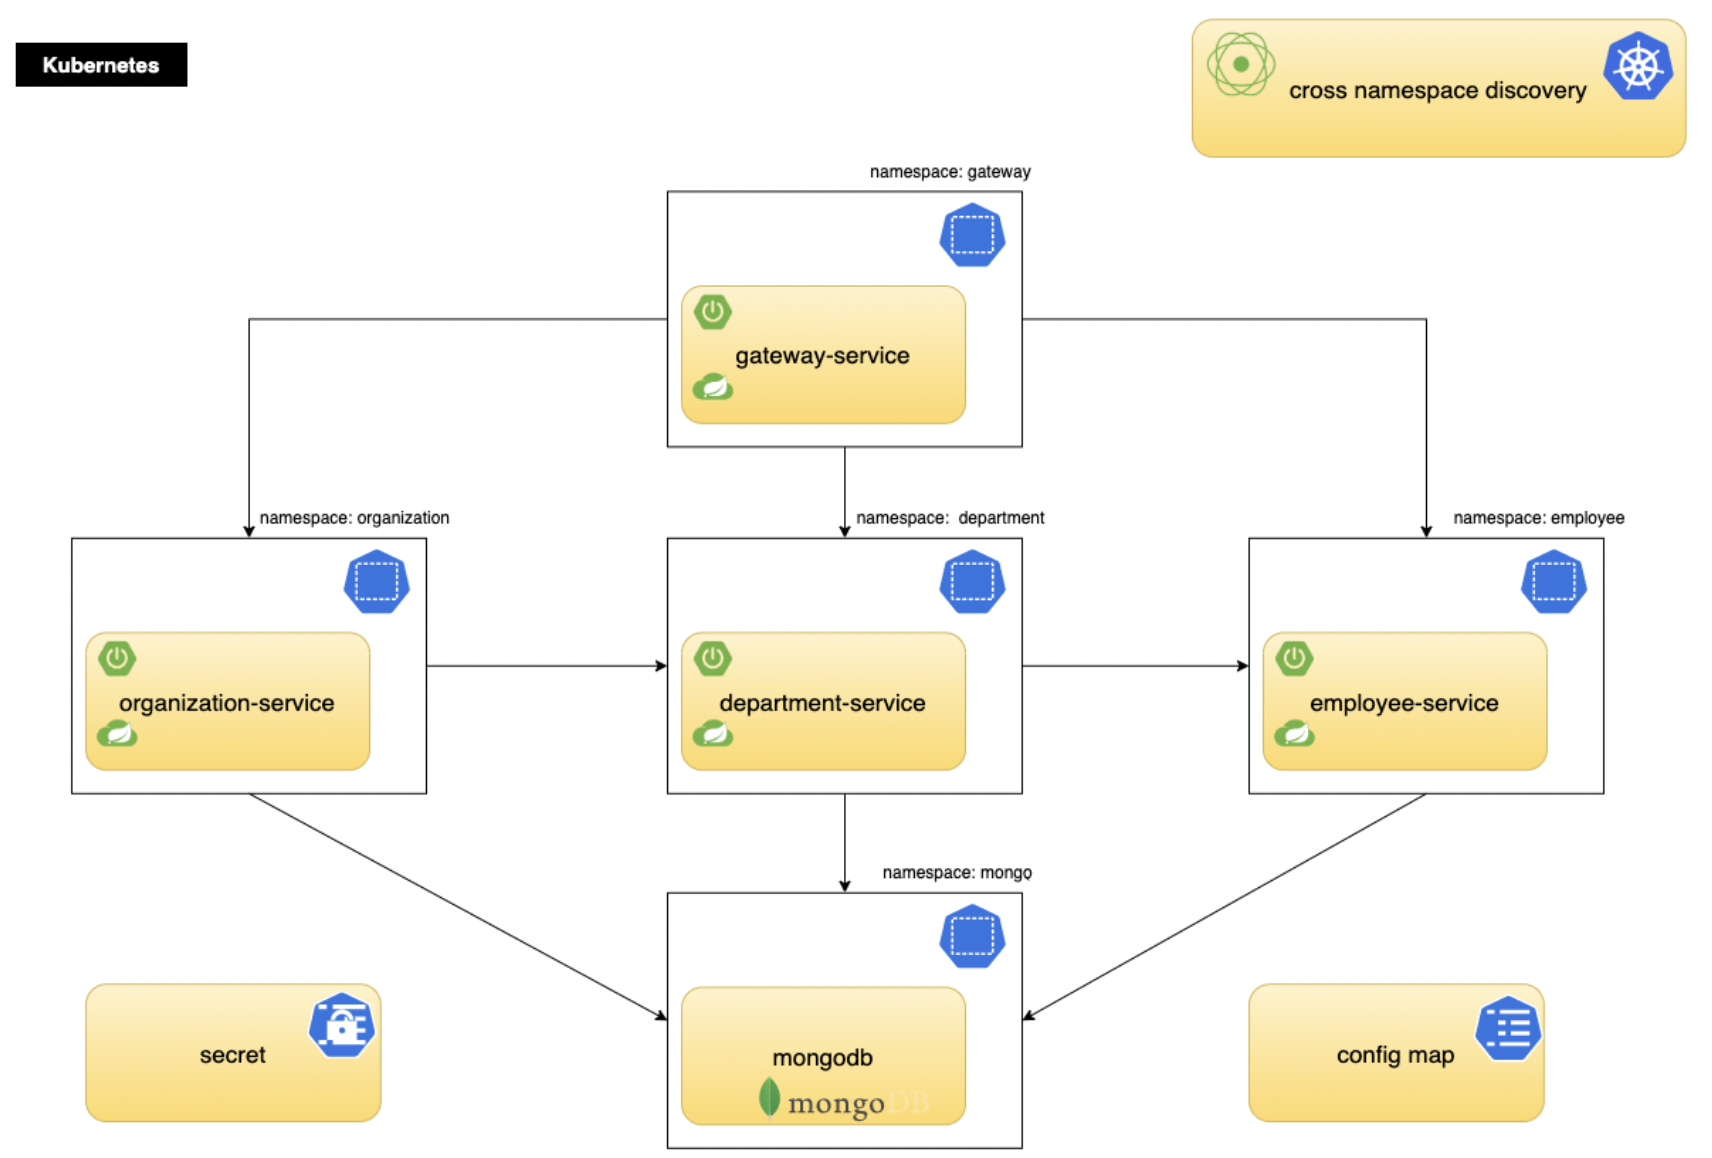 Kubernetes
cross namespace discovery
namespace: gateway
gateway-service
namespace: organization
namespace: department
namespace: employee
organization-service
department-service
employee-service
namespace: mongo
secret
mongodb
mongoDB
config map